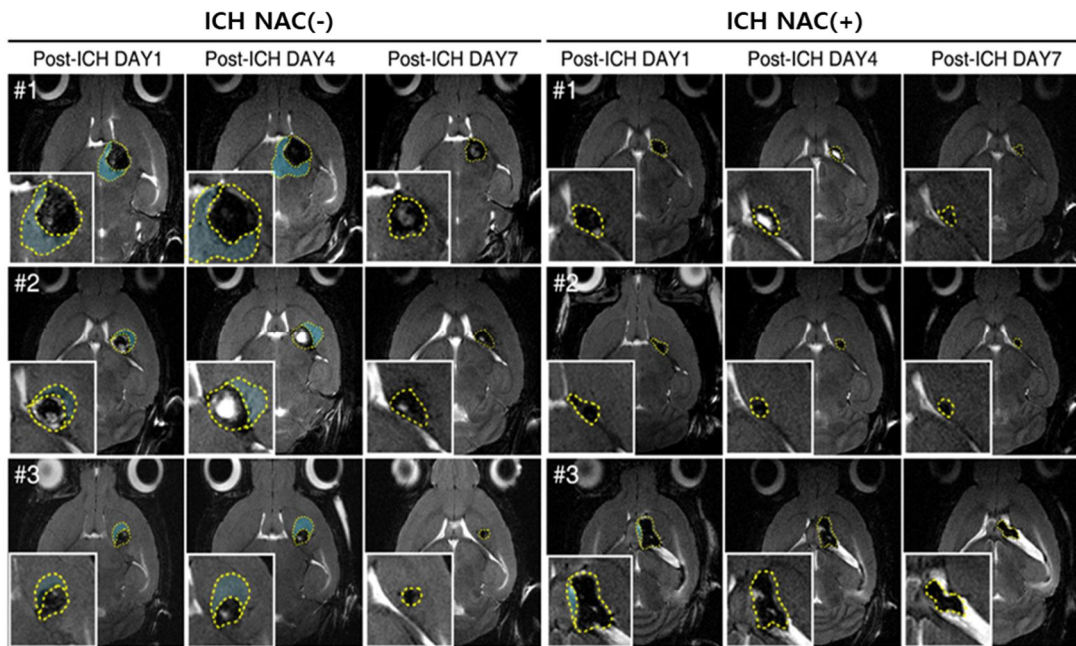 ICH NAC(-) ICH NAC(+)
Post-ICH DAY1 Post-ICH DAY4 Post-ICH DAY7 Post-ICH DAY1 Post-ICH DAY4 Post-ICH DAY7
#1 #1
#2 #2
#3 #3